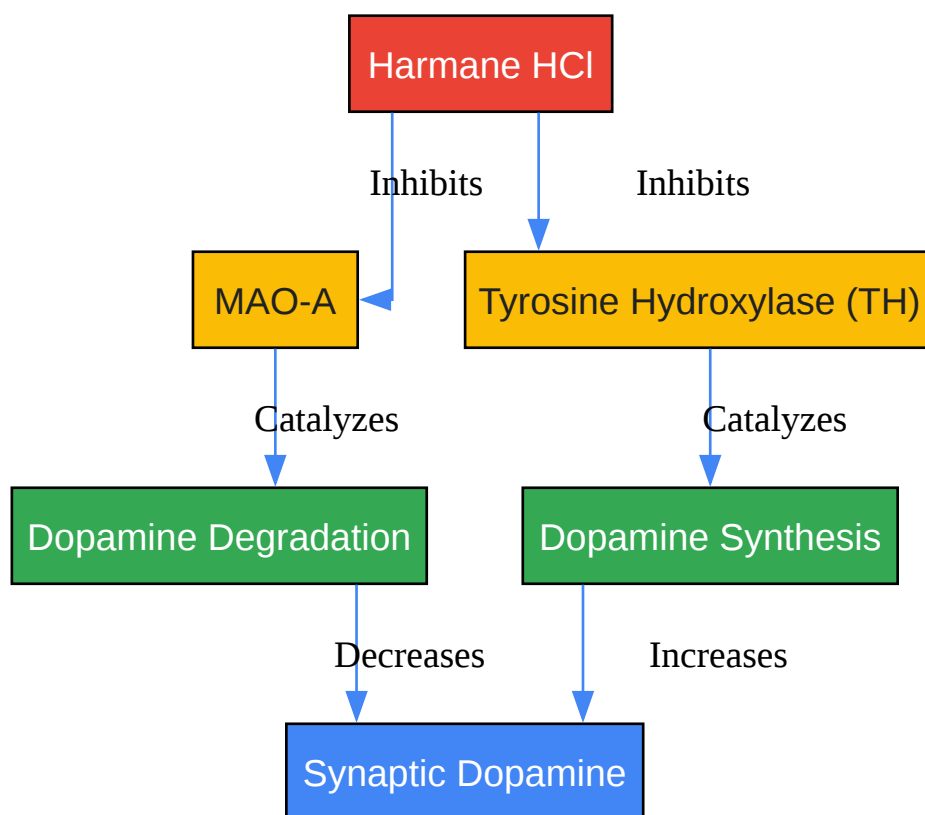 Harmane HCl
Inhibits
Inhibits
MAO-A
Tyrosine Hydroxylase (TH)
Catalyzes
Catalyzes
Dopamine Degradation
Dopamine Synthesis
Decreases
Increases
Synaptic Dopamine